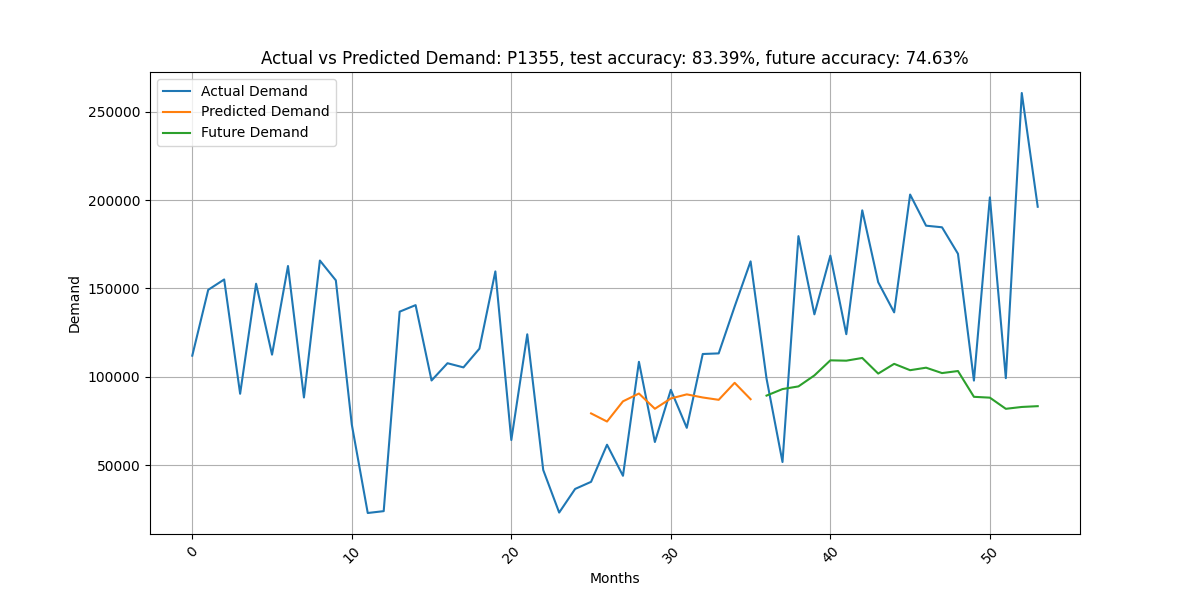 Actual vs Predicted Demand: P1355, test accuracy: 83.39%, future accuracy: 74.63%
Actual Demand
Predicted Demand
Future Demand
250000
200000
150000
100000
50000
Demand
0
10
20
30
40
50
Months